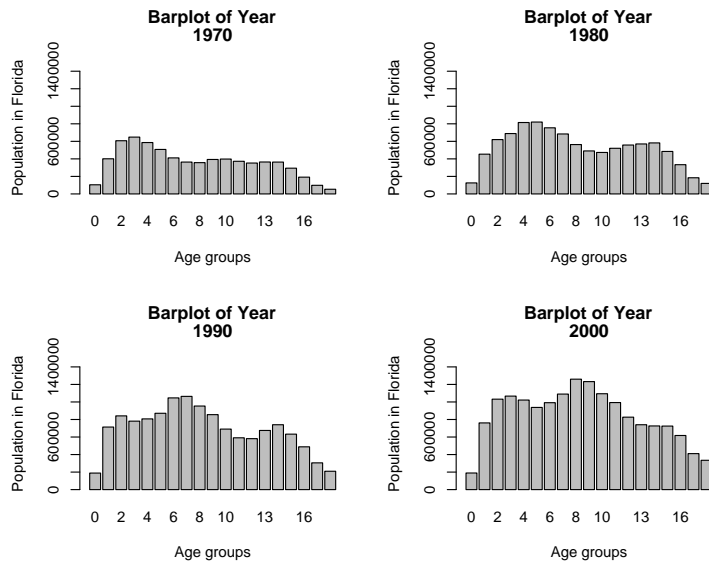 Barplot of Year
1970
Population in Florida
0 600000 1400000
0 2 4 6 8 10 13 16
Age groups
Barplot of Year
1980
Population in Florida
0 600000 1400000
0 2 4 6 8 10 13 16
Age groups
Barplot of Year
1990
Population in Florida
0 600000 1400000
0 2 4 6 8 10 13 16
Age groups
Barplot of Year
2000
Population in Florida
0 600000 1400000
0 2 4 6 8 10 13 16
Age groups